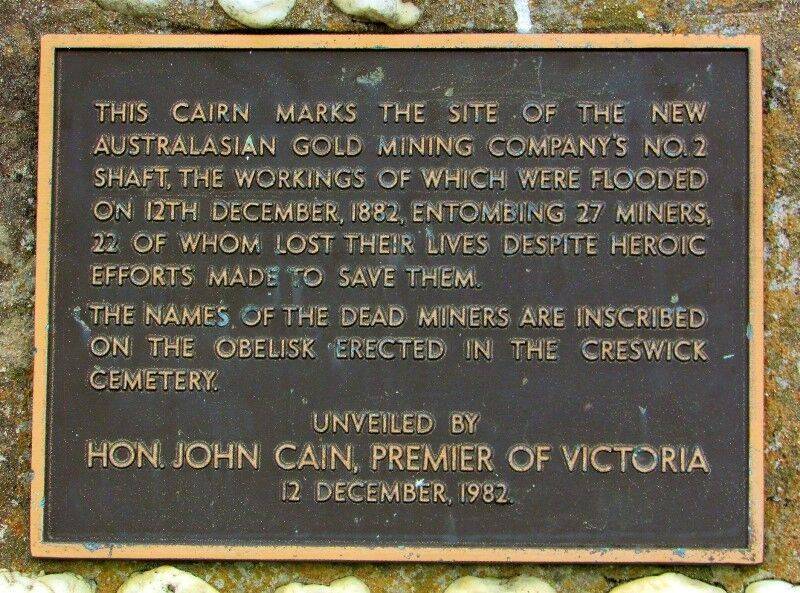 THIS CAIRN MARKS THE SITE OF THE NEW
AUSTRALASIAN GOLD MINING COMPANY'S NO. 2
SHAFT, THE WORKINGS OF WHICH WERE FLOODED
ON 12TH DECEMBER, 1882, ENTOMBING 27 MINERS,
22 OF WHOM LOST THEIR LIVES DESPITE HEROIC
EFFORTS MADE TO SAVE THEM.
THE NAMES OF THE DEAD MINERS ARE INSCRIBED
ON THE OBELISK ERECTED IN THE CRESWICK
CEMETERY.
UNVEILED BY
HON. JOHN CAIN, PREMIER OF VICTORIA
12 DECEMBER, 1982.